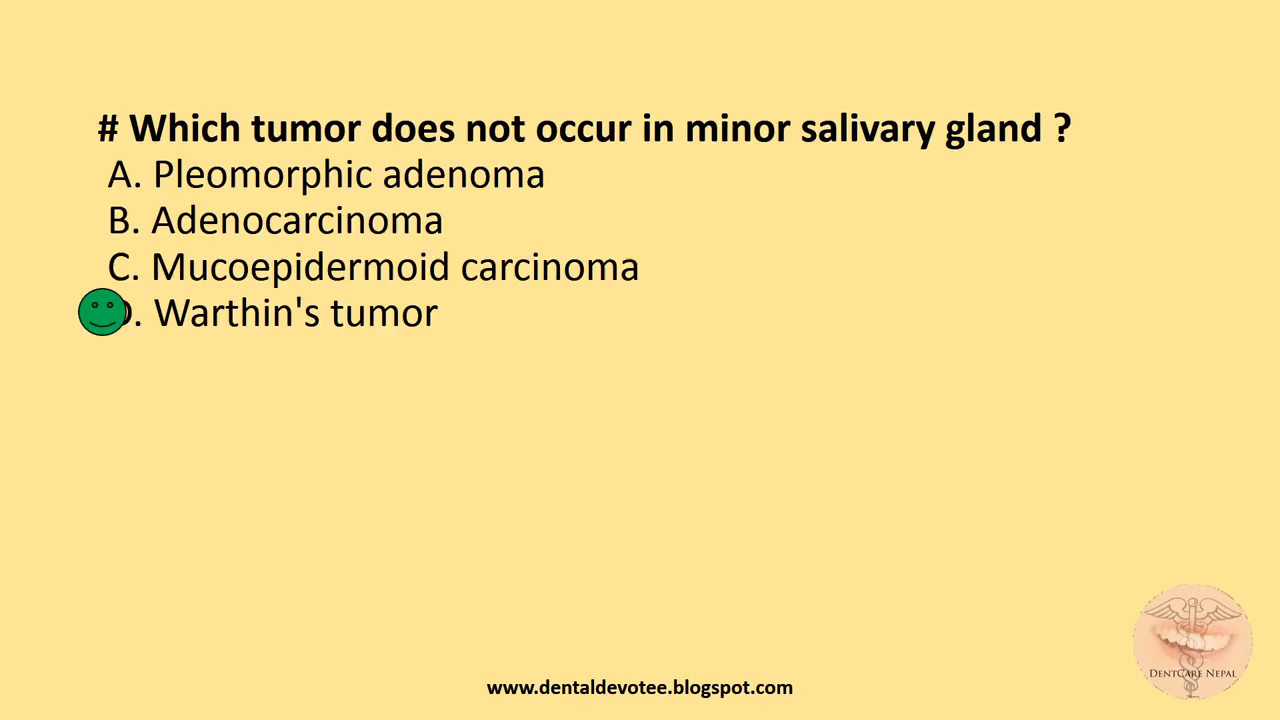 # Which tumor does not occur in minor salivary gland ?
A. Pleomorphic adenoma
B. Adenocarcinoma
C. Mucoepidermoid carcinoma
D. Warthin's tumor
DENTCARE NEPAL
www.dentaldevotee.blogspot.com